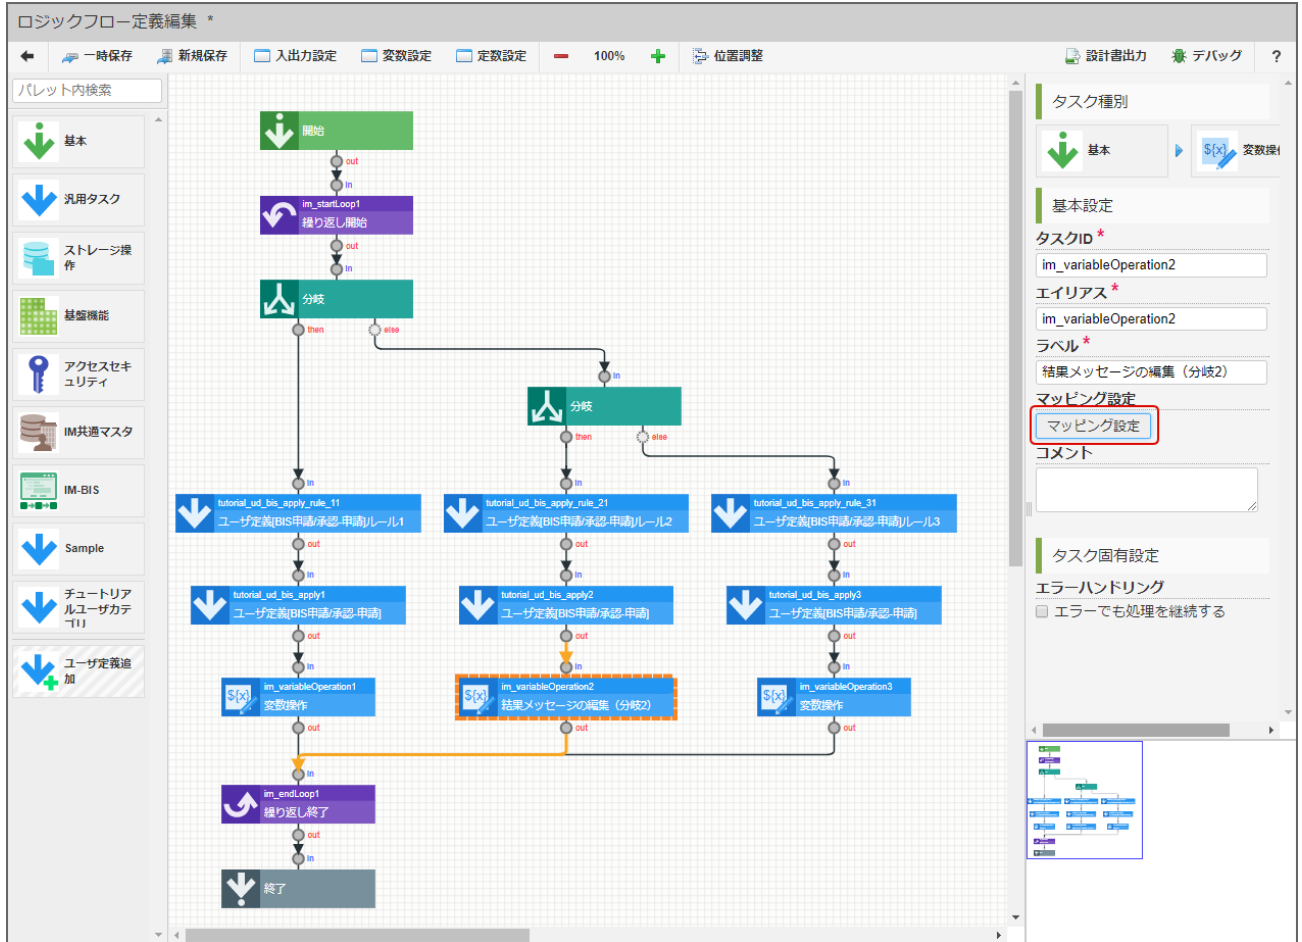 ロジックフロー定義編集 *
一時保存
新規保存
入出力設定
変数設定
定数設定
100%
位置調整
設計書出力
デバッグ
?
パレット内検索
基本
汎用タスク
ストレージ操
作
基盤機能
アクセスセキ
ュリティ
IM共通マスタ
IM-BIS
Sample
チュートリア
ルユーザカテ
ゴリ
ユーザ定義追
加
開始
out
in
im_startLoop1
繰り返し開始
out
in
分岐
then
else
in
分岐
then
else
in
in
in
tutorial_ud_bis_apply_rule_11
ユーザ定義[BIS申請/承認-申請]ルール1
tutorial_ud_bis_apply_rule_21
ユーザ定義[BIS申請/承認-申請]ルール2
tutorial_ud_bis_apply_rule_31
ユーザ定義[BIS申請/承認-申請]ルール3
out
out
out
in
in
in
tutorial_ud_bis_apply1
ユーザ定義[BIS申請/承認-申請]
tutorial_ud_bis_apply2
ユーザ定義[BIS申請/承認-申請]
tutorial_ud_bis_apply3
ユーザ定義[BIS申請/承認-申請]
out
out
out
in
in
in
im_variableOperation1
変数操作
im_variableOperation2
結果メッセージの編集（分岐2）
im_variableOperation3
変数操作
out
out
out
in
im_endLoop1
繰り返し終了
out
in
終了
タスク種別
基本
${x}
変数操
基本設定
タスクID *
im_variableOperation2
エイリアス *
im_variableOperation2
ラベル *
結果メッセージの編集（分岐2）
マッピング設定
マッピング設定
コメント
タスク固有設定
エラーハンドリング
エラーでも処理を継続する